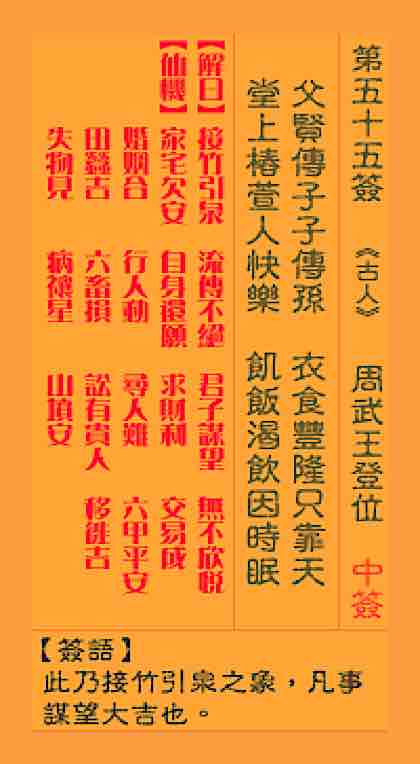 第五十五簽 《古人》 周武王登位 中簽
父賢傳子子傳孫 衣食豐隆只靠天
堂上椿萱人快樂 飢飯渴飲因時眠
【解曰】接竹引泉 流傳不絕 君子謀望 無不欣悅
【仙機】家宅欠安 自身還願 求財利 交易成
婚姻合 行人動 尋人難 六甲平安
田蠶吉 六畜損 訟有貴人 移徙吉
失物見 病禳星 山墳安
【簽語】
此乃接竹引泉之象，凡事
謀望大吉也。